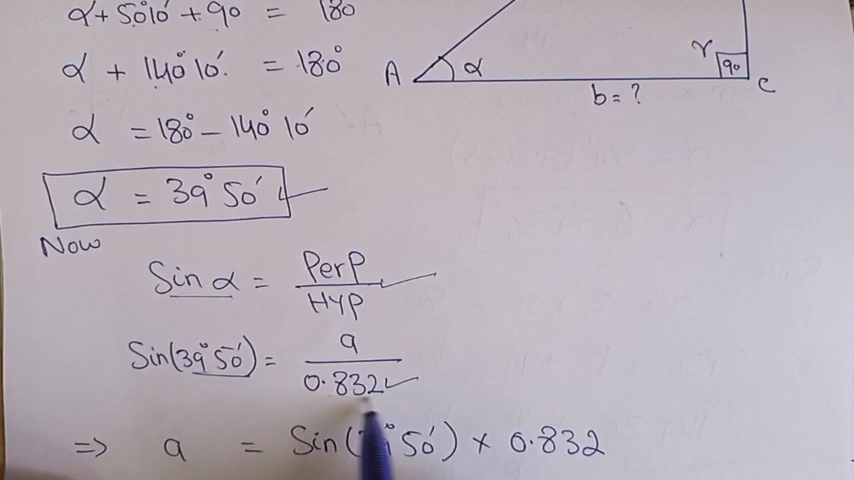 α + 50°10' + 90 = 180
α + 140°10' = 180°
α = 180° - 140° 10'
α = 39° 50'
A α r 90 C
b = ?
Now
Sin α = Perp / Hyp
Sin(39°50') = a / 0.832
=> a = Sin(39°50') × 0.832